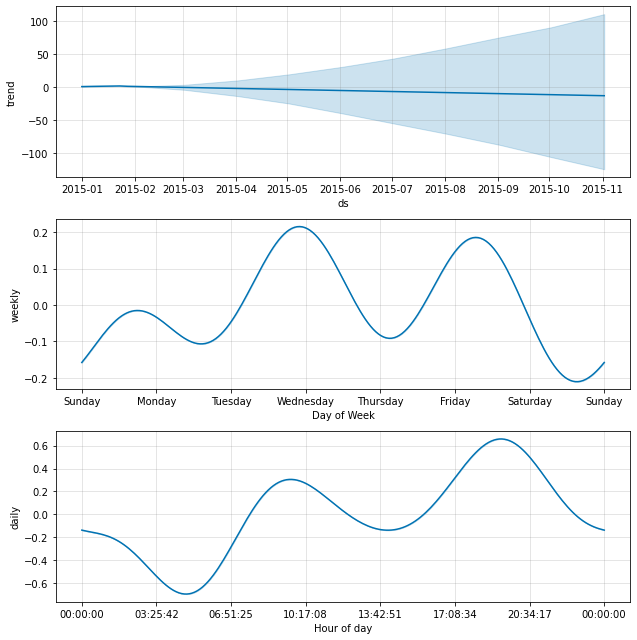 trend
100
50
0
−50
−100
2015-01 2015-02 2015-03 2015-04 2015-05 2015-06 2015-07 2015-08 2015-09 2015-10 2015-11
ds
weekly
0.2
0.1
0.0
−0.1
−0.2
Sunday Monday Tuesday Wednesday Thursday Friday Saturday Sunday
Day of Week
daily
0.6
0.4
0.2
0.0
−0.2
−0.4
−0.6
00:00:00 03:25:42 06:51:25 10:17:08 13:42:51 17:08:34 20:34:17 00:00:00
Hour of day